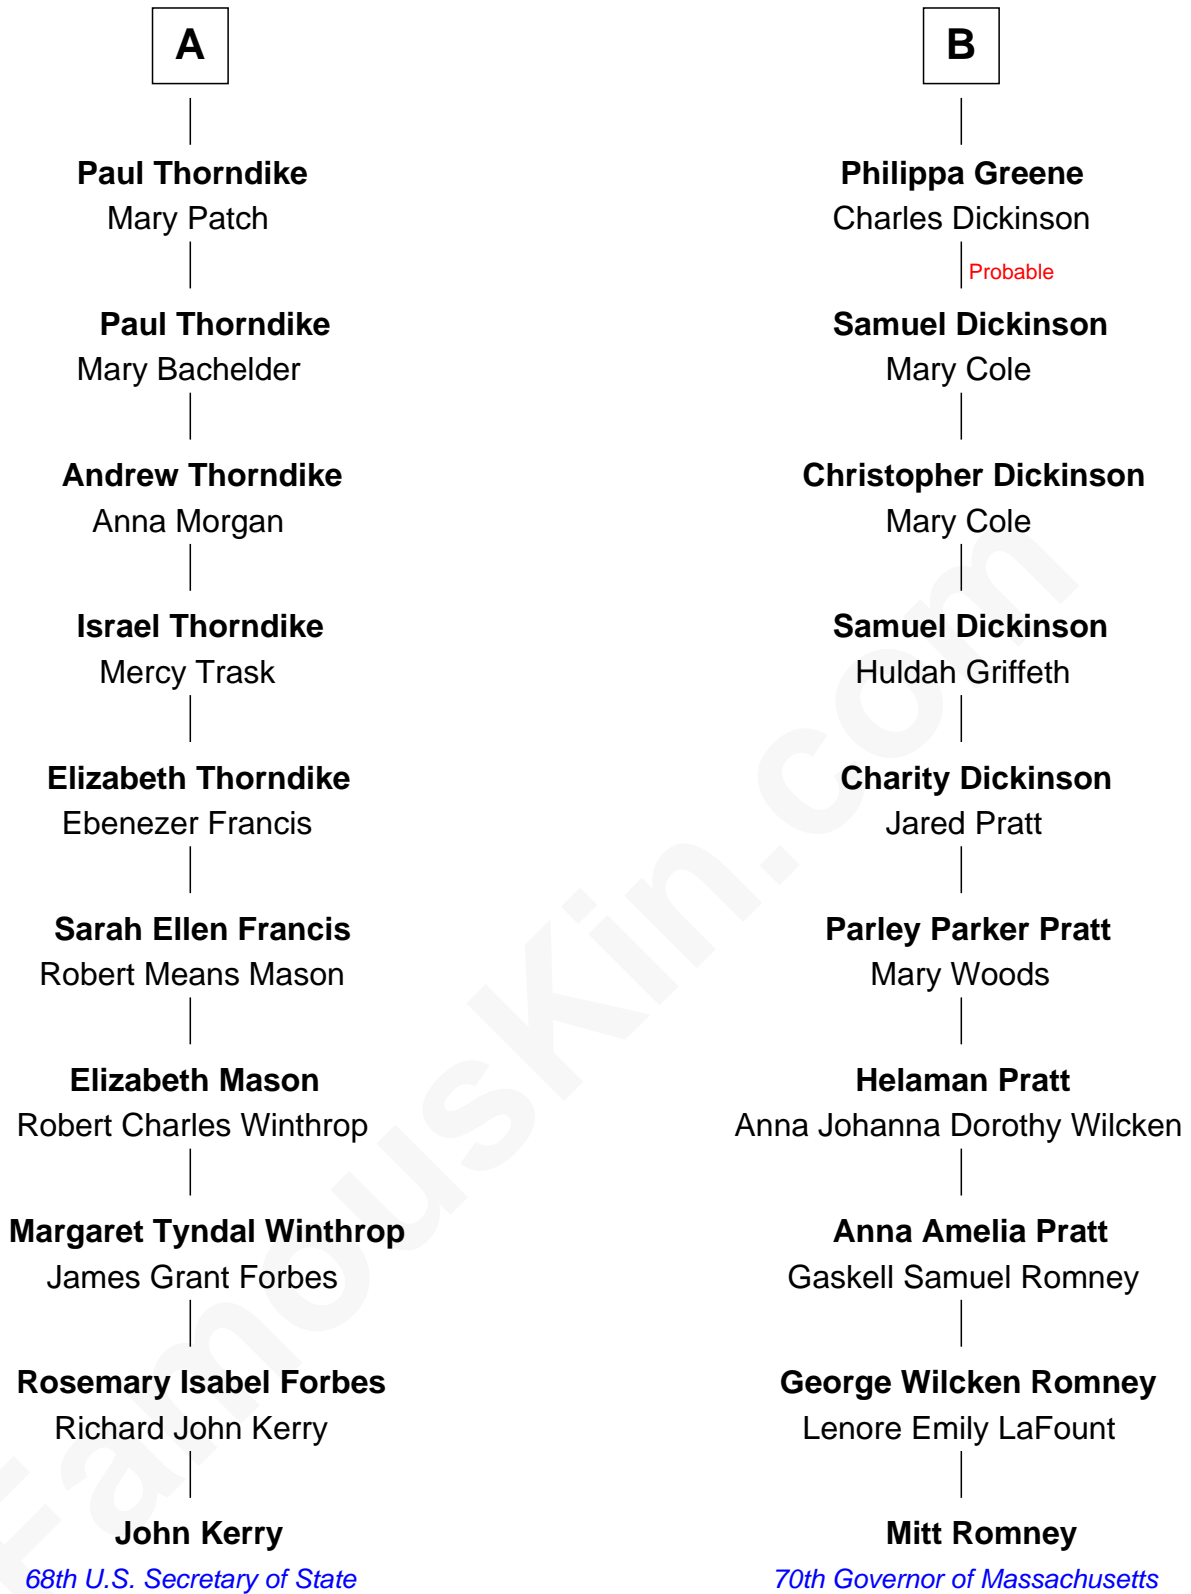 A
Paul Thorndike
Mary Patch
Paul Thorndike
Mary Bachelder
Andrew Thorndike
Anna Morgan
Israel Thorndike
Mercy Trask
Elizabeth Thorndike
Ebenezer Francis
Sarah Ellen Francis
Robert Means Mason
Elizabeth Mason
Robert Charles Winthrop
Margaret Tyndal Winthrop
James Grant Forbes
Rosemary Isabel Forbes
Richard John Kerry
John Kerry
68th U.S. Secretary of State
B
Philippa Greene
Charles Dickinson
Probable
Samuel Dickinson
Mary Cole
Christopher Dickinson
Mary Cole
Samuel Dickinson
Huldah Griffeth
Charity Dickinson
Jared Pratt
Parley Parker Pratt
Mary Woods
Helaman Pratt
Anna Johanna Dorothy Wilcken
Anna Amelia Pratt
Gaskell Samuel Romney
George Wilcken Romney
Lenore Emily LaFount
Mitt Romney
70th Governor of Massachusetts
FamousKin.com